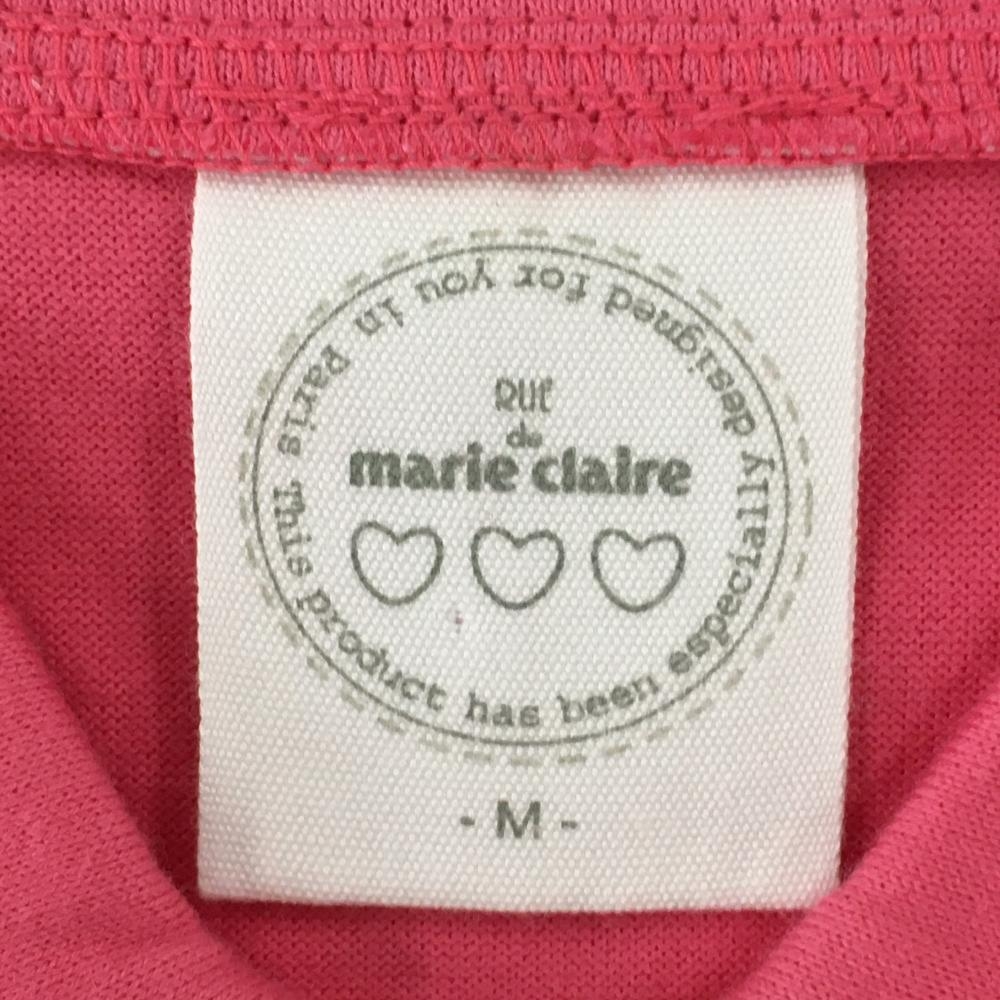 RUE
de
marie claire
This product has been especially designed for you in Paris
- M -